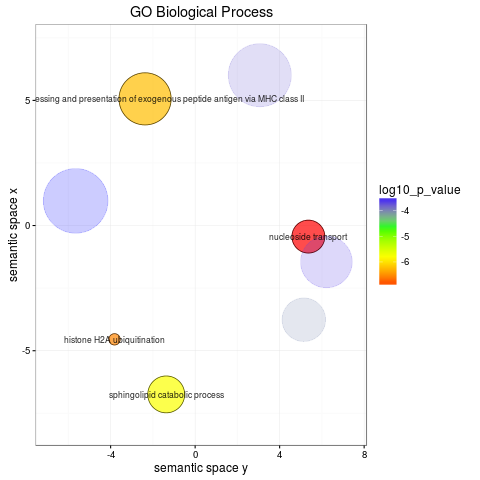 GO Biological Process
essing and presentation of exogenous peptide antigen via MHC class II
5
log10_p_value
-4
-5
-6
0
nucleoside transport
semantic space x
histone H2A ubiquitination
-5
sphingolipid catabolic process
-4
0
4
8
semantic space y